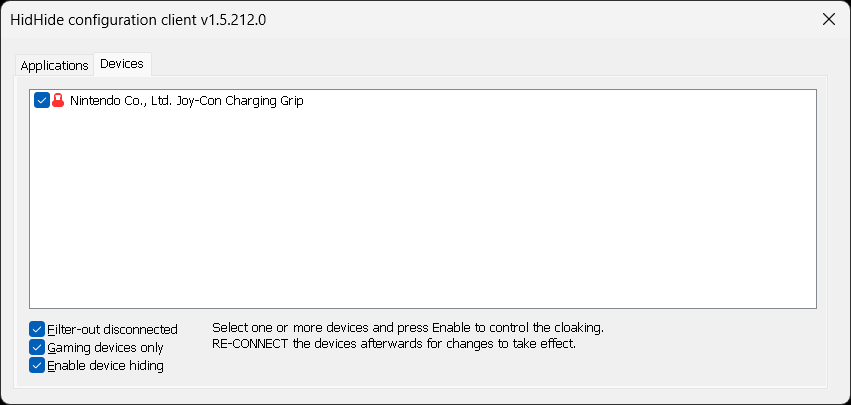 HidHide configuration client v1.5.212.0
Applications
Devices
Nintendo Co., Ltd. Joy-Con Charging Grip
Filter-out disconnected
Gaming devices only
Enable device hiding
Select one or more devices and press Enable to control the cloaking.
RE-CONNECT the devices afterwards for changes to take effect.